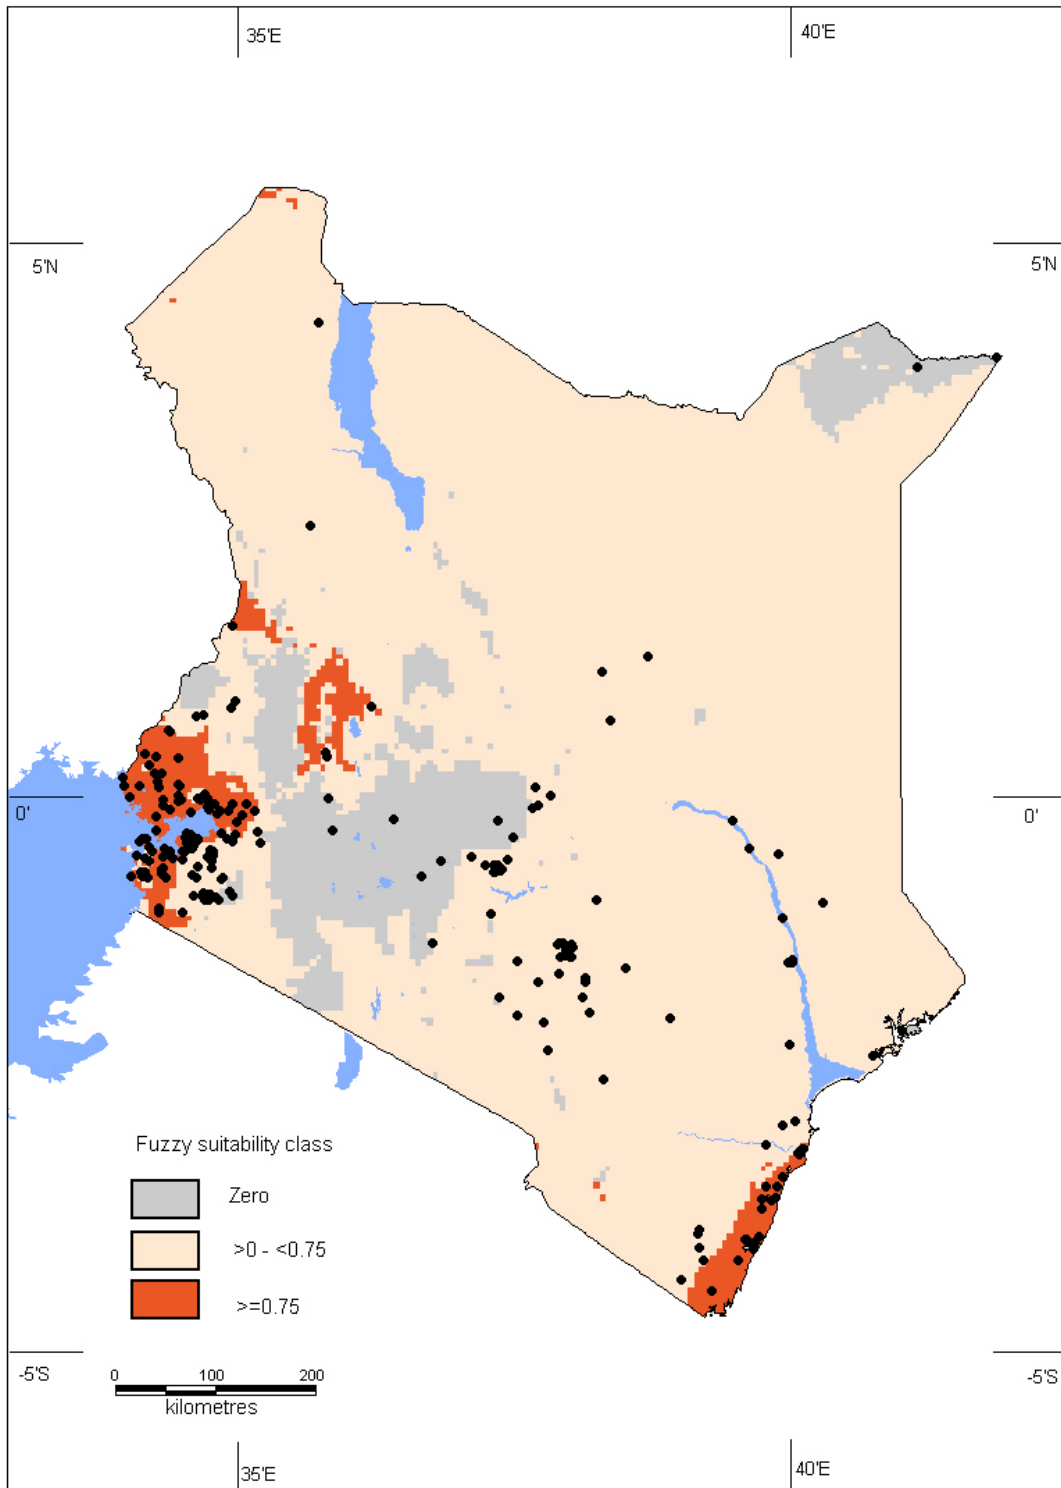 35'E
40'E
5'N
5'N
0'
0'
Fuzzy suitability class
Zero
>0 - <0.75
>=0.75
-5'S
-5'S
0 100 200
kilometres
35'E
40'E